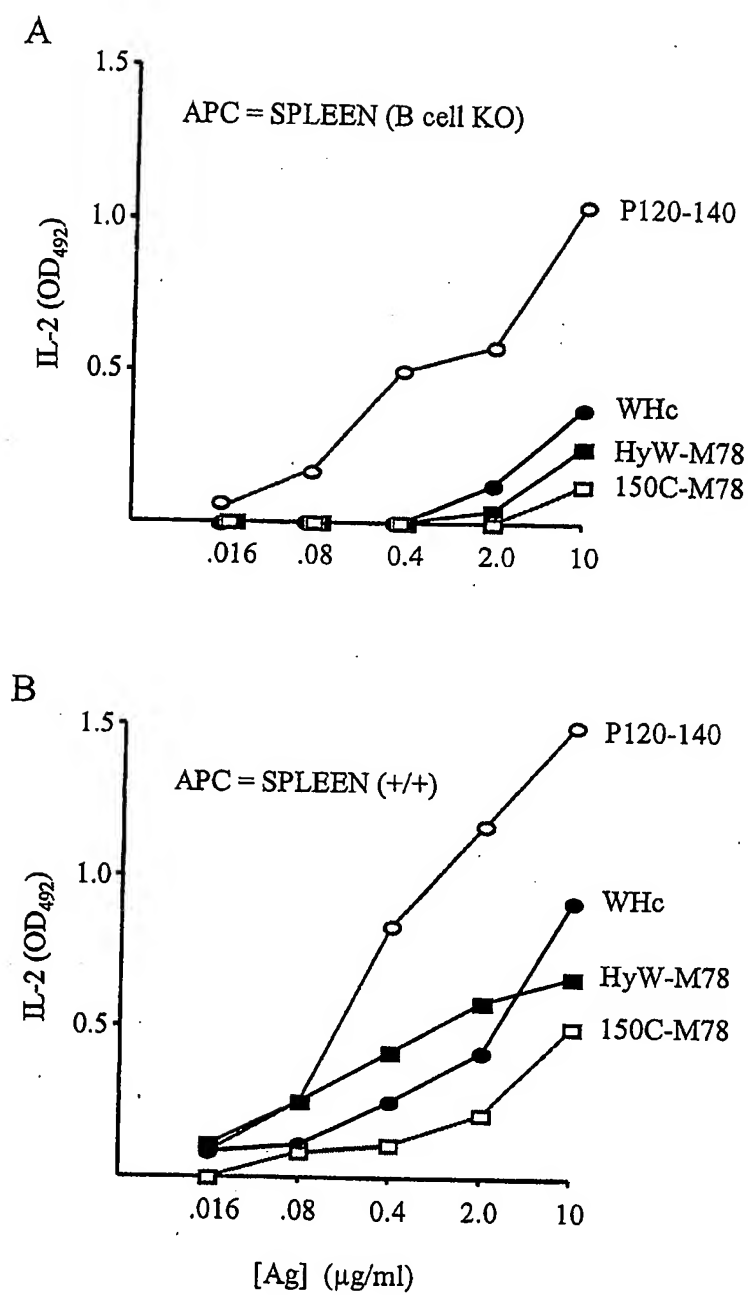 A
1.5
APC = SPLEEN (B cell KO)
1.0
P120-140
IL-2 (OD492)
0.5
WHc
HyW-M78
150C-M78
.016 .08 0.4 2.0 10
B
1.5
P120-140
APC = SPLEEN (+/+)
1.0
WHc
IL-2 (OD492)
HyW-M78
0.5
150C-M78
.016 .08 0.4 2.0 10
[Ag] (μg/ml)